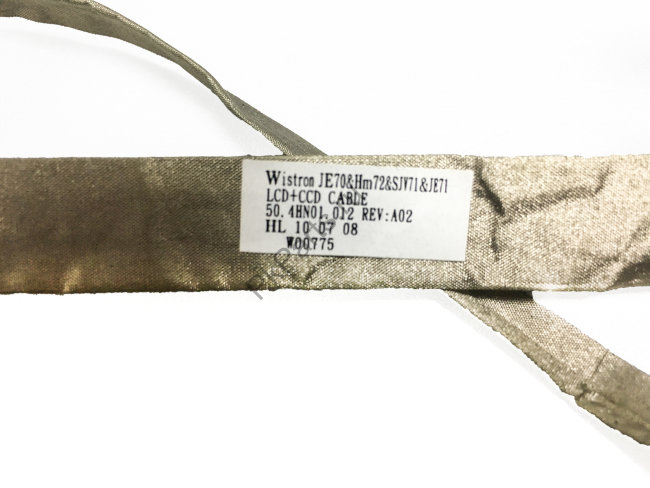 Wistron JE70&Hm72&SJV71&JE71
LCD+CCD CABLE
50.4HN01.012 REV:A02
HL 10 07 08
W00775